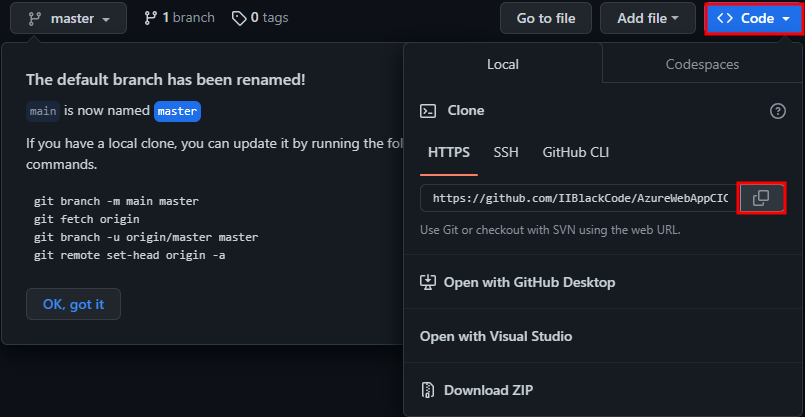 master
1 branch
0 tags
Go to file
Add file
Code
The default branch has been renamed!
main is now named master
If you have a local clone, you can update it by running the
commands.
git branch -m main master
git fetch origin
git branch -u origin/master master
git remote set-head origin -a
OK, got it
Local
Codespaces
Clone
HTTPS
SSH
GitHub CLI
https://github.com/IIBlackCode/AzureWebAppCIC
Use Git or checkout with SVN using the web URL.
Open with GitHub Desktop
Open with Visual Studio
Download ZIP